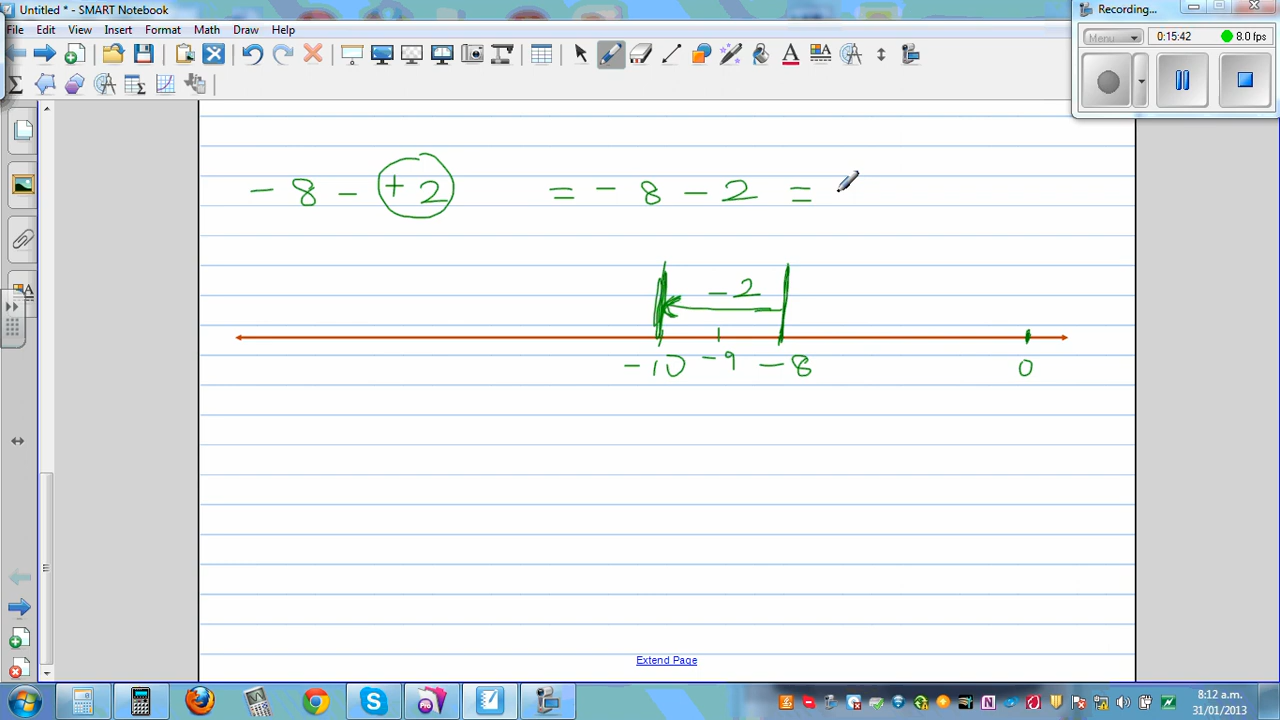 Untitled * - SMART Notebook
File Edit View Insert Format Math Draw Help
Recording...
Menu 0:15:42 8.0 fps
- 8 - + 2 = - 8 - 2 =
- 2
-10 -9 -8 0
Extend Page
8:12 a.m.
31/01/2013